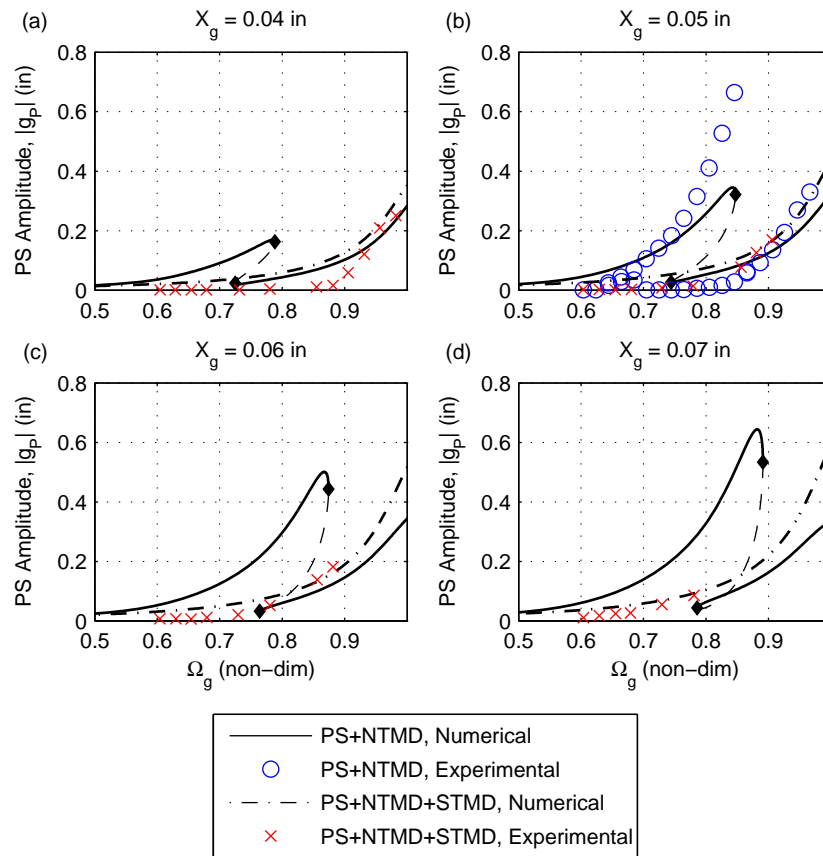 (a) X_g = 0.04 in
PS Amplitude, |g_P| (in)
0.8
0.6
0.4
0.2
0
0.5 0.6 0.7 0.8 0.9
(b) X_g = 0.05 in
PS Amplitude, |g_P| (in)
0.8
0.6
0.4
0.2
0
0.5 0.6 0.7 0.8 0.9
(c) X_g = 0.06 in
PS Amplitude, |g_P| (in)
0.8
0.6
0.4
0.2
0
0.5 0.6 0.7 0.8 0.9
Ω_g (non−dim)
(d) X_g = 0.07 in
PS Amplitude, |g_P| (in)
0.8
0.6
0.4
0.2
0
0.5 0.6 0.7 0.8 0.9
Ω_g (non−dim)
PS+NTMD, Numerical
PS+NTMD, Experimental
PS+NTMD+STMD, Numerical
PS+NTMD+STMD, Experimental